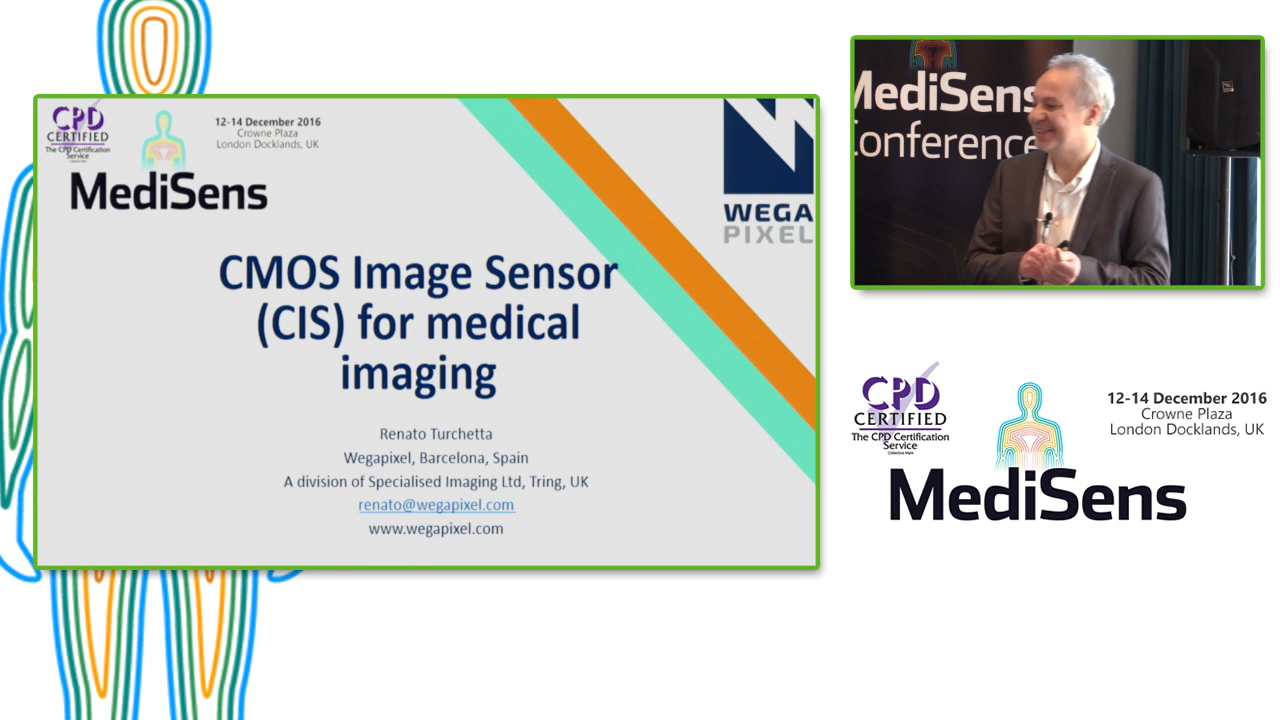 CPD
CERTIFIED
The CPD Certification
Service
12-14 December 2016
Crowne Plaza
London Docklands, UK
MediSens
WEGA
PIXEL
CMOS Image Sensor
(CIS) for medical
imaging
Renato Turchetta
Wegapixel, Barcelona, Spain
A division of Specialised Imaging Ltd, Tring, UK
renato@wegapixel.com
www.wegapixel.com
MediSens
Conference
CPD
CERTIFIED
The CPD Certification
Service
Collective Mark
12-14 December 2016
Crowne Plaza
London Docklands, UK
MediSens